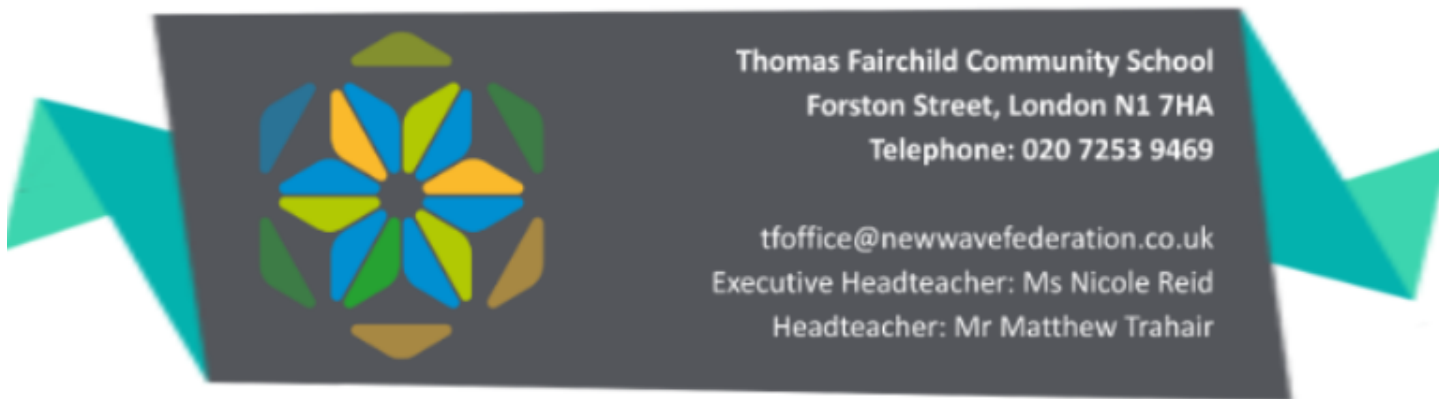 Thomas Fairchild Community School
Forston Street, London N1 7HA
Telephone: 020 7253 9469
tfoffice@newwavefederation.co.uk
Executive Headteacher: Ms Nicole Reid
Headteacher: Mr Matthew Trahair